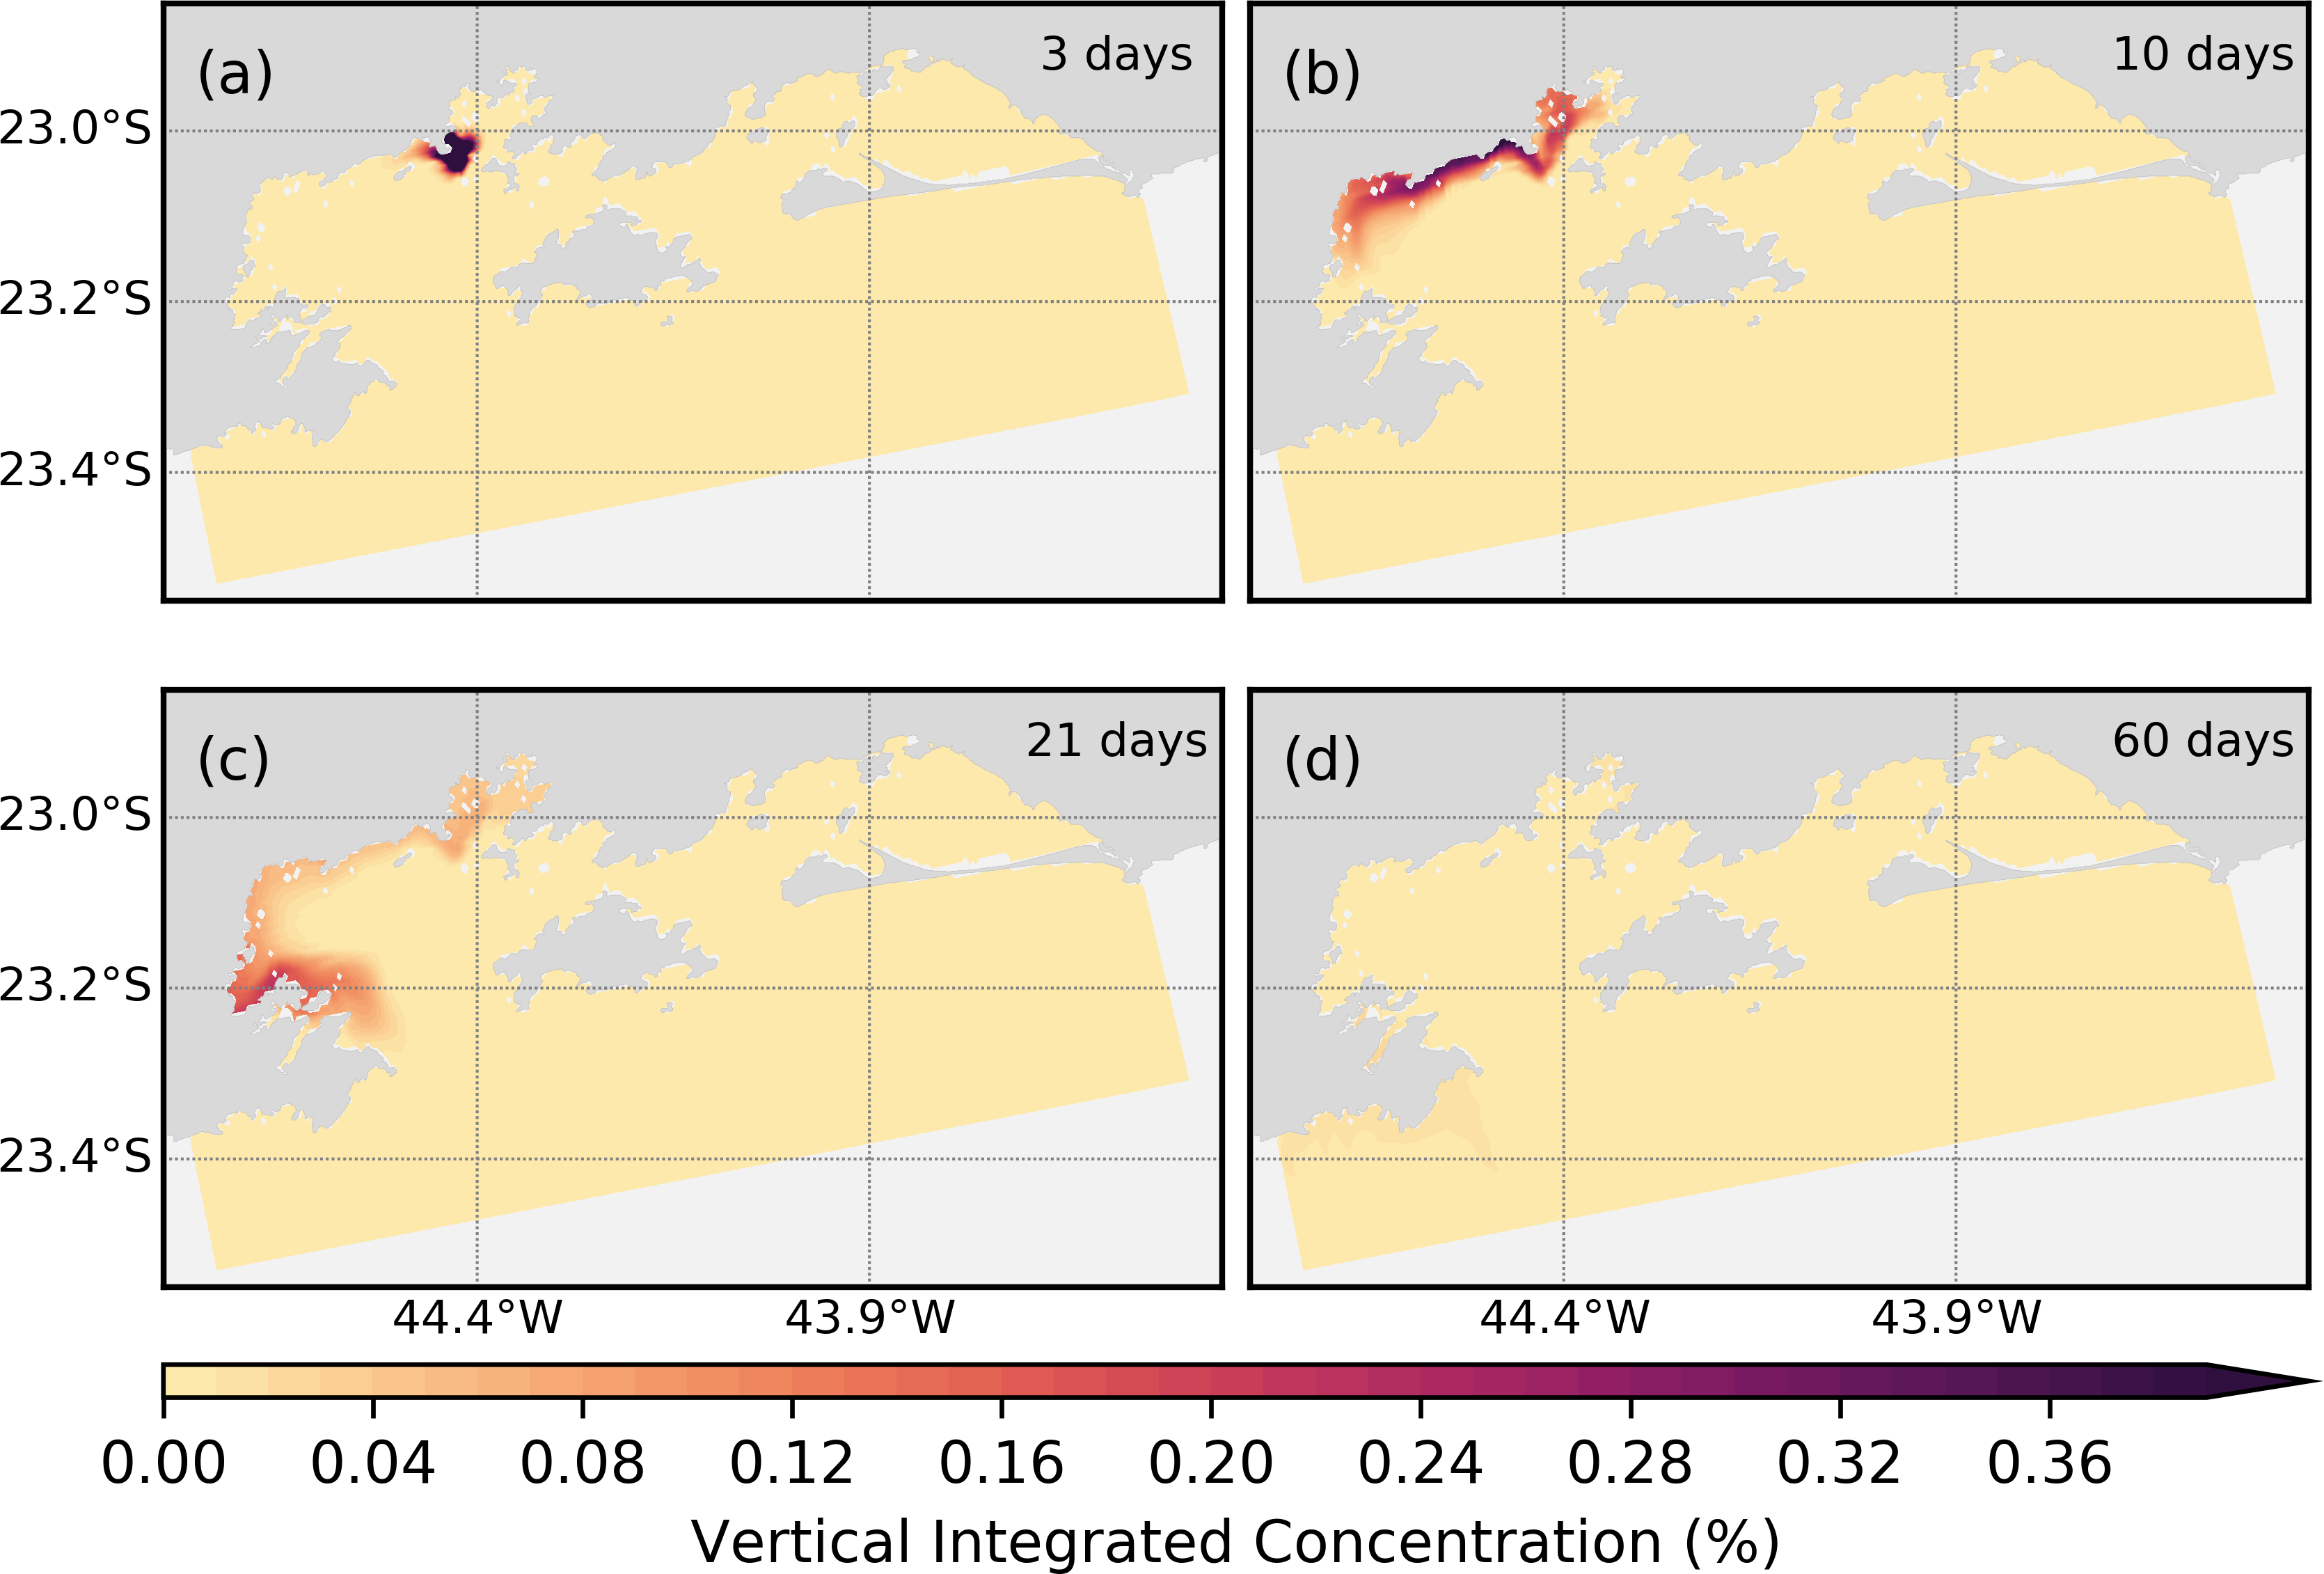 (a)
3 days
(b)
10 days
23.0°S
23.2°S
23.4°S
(c)
21 days
(d)
60 days
23.0°S
23.2°S
23.4°S
44.4°W
43.9°W
44.4°W
43.9°W
0.00 0.04 0.08 0.12 0.16 0.20 0.24 0.28 0.32 0.36
Vertical Integrated Concentration (%)